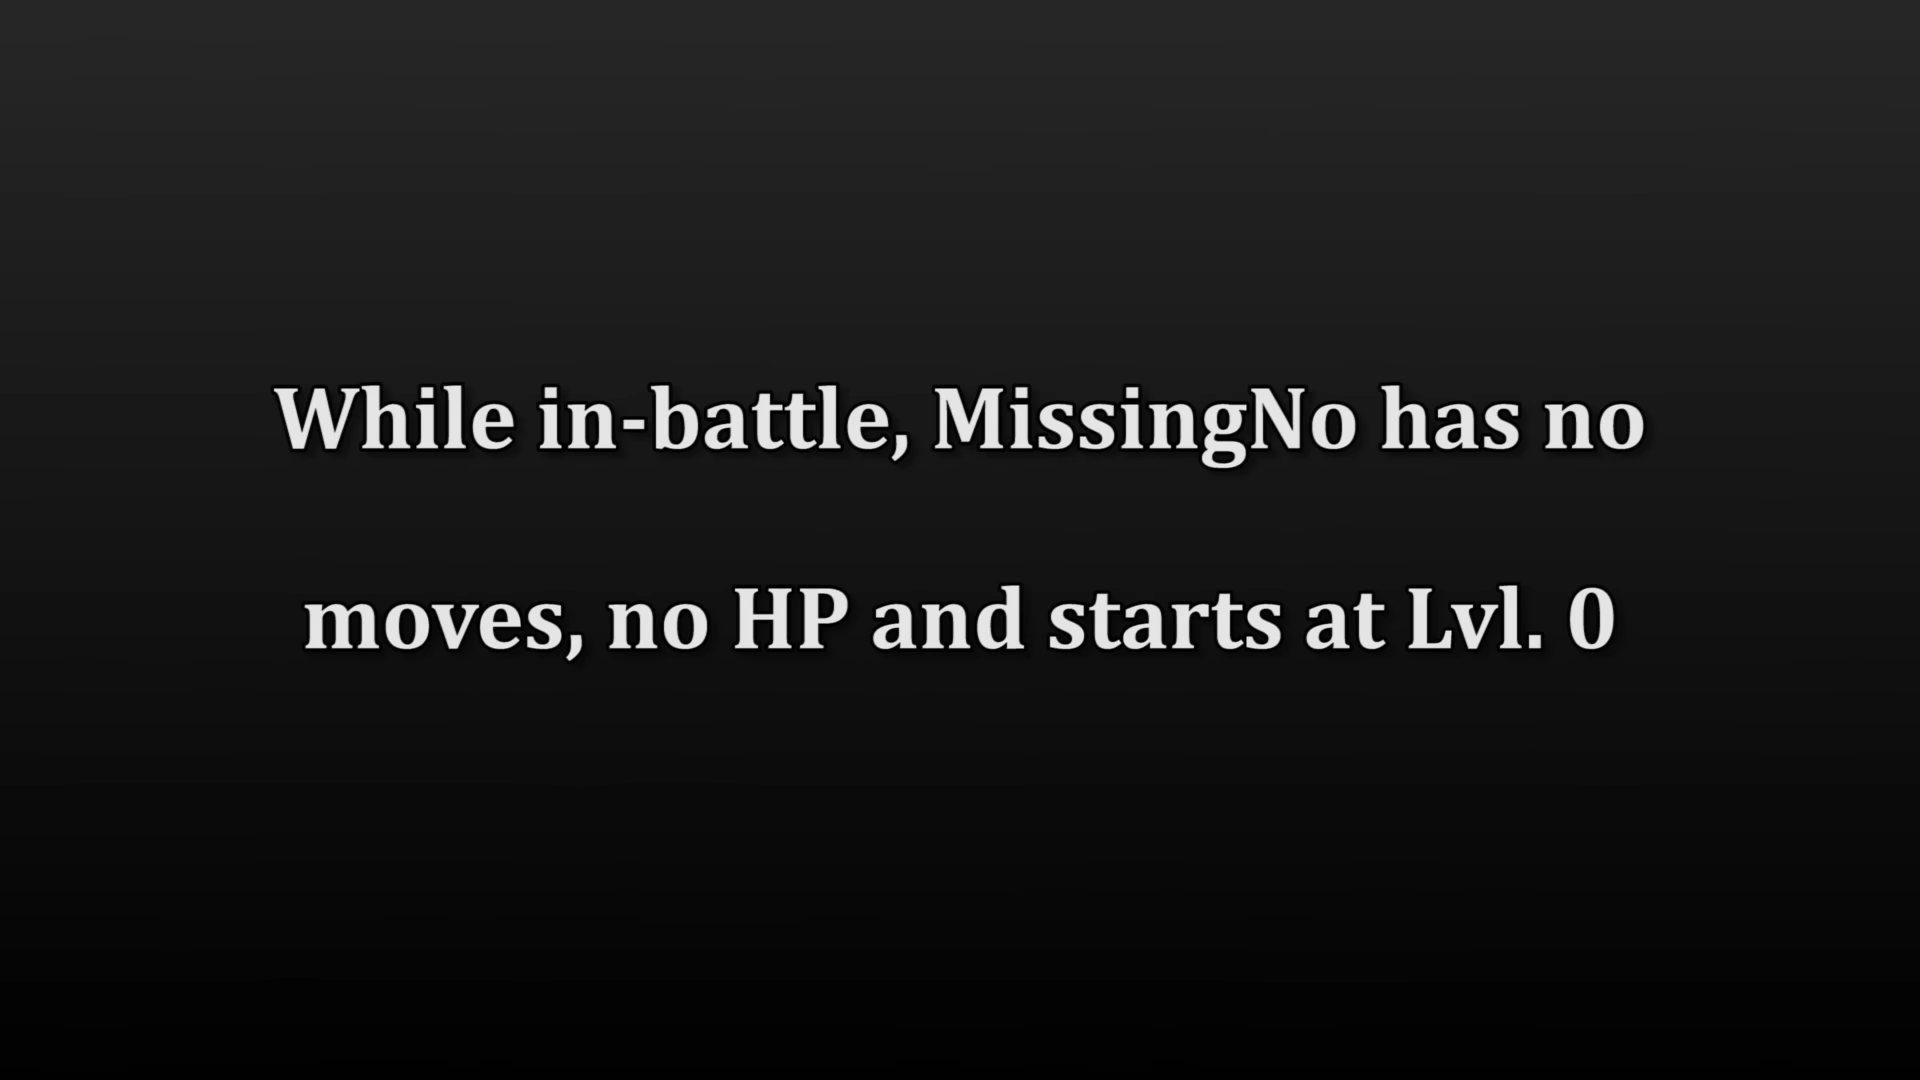 While in-battle, MissingNo has no
moves, no HP and starts at Lvl. 0